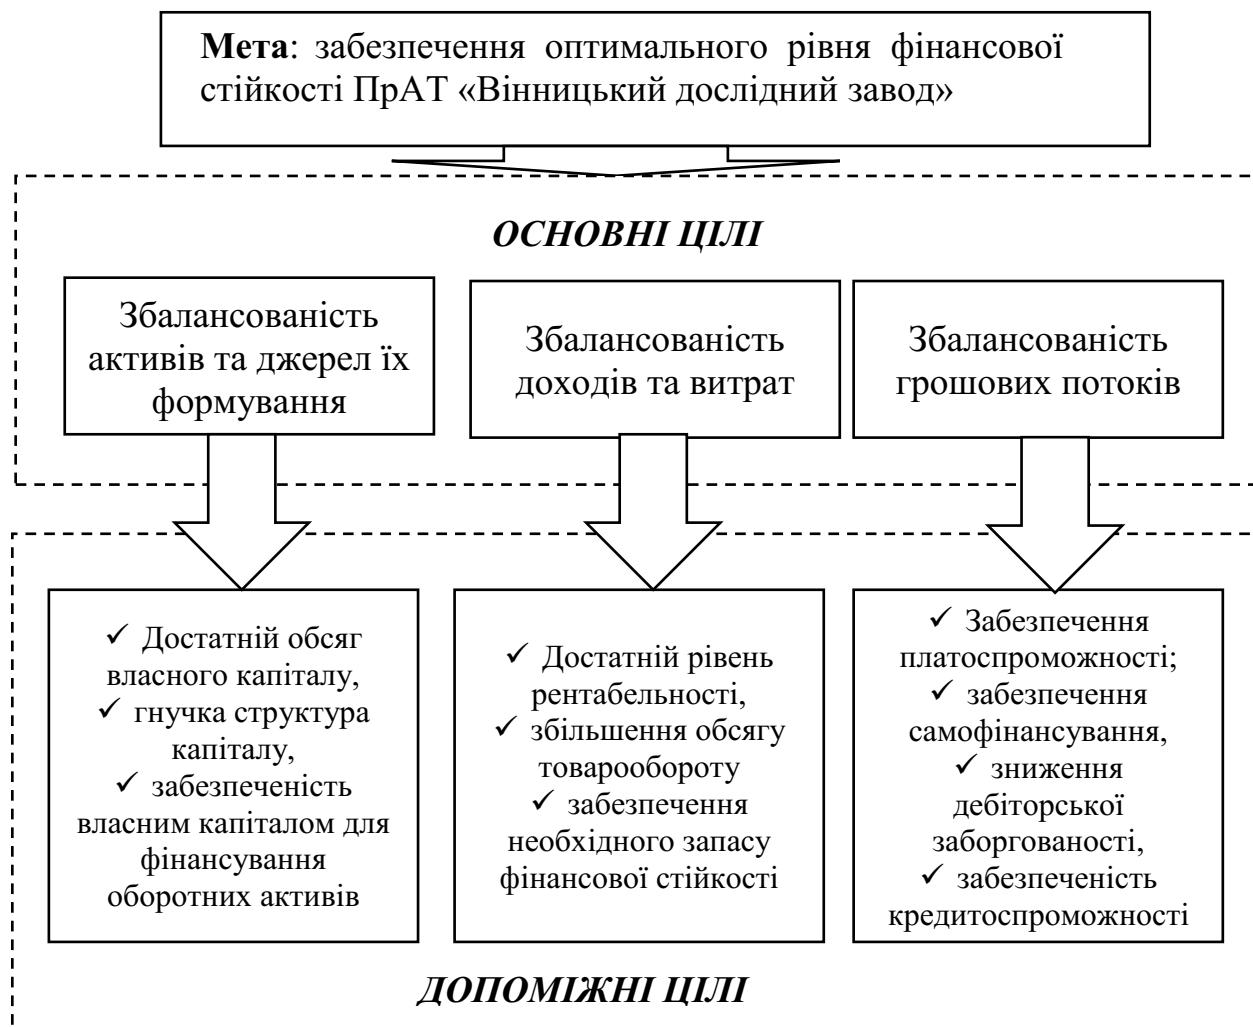 Мета: забезпечення оптимального рівня фінансової
стійкості ПрАТ «Вінницький дослідний завод»
ОСНОВНІ ЦІЛІ
Збалансованість
активів та джерел їх
формування
Збалансованість
доходів та витрат
Збалансованість
грошових потоків
✓ Достатній обсяг
власного капіталу,
✓ гнучка структура
капіталу,
✓ забезпеченість
власним капіталом для
фінансування
оборотних активів
✓ Достатній рівень
рентабельності,
✓ збільшення обсягу
товарообороту
✓ забезпечення
необхідного запасу
фінансової стійкості
✓ Забезпечення
платоспроможності;
✓ забезпечення
самофінансування,
✓ зниження
дебіторської
заборгованості,
✓ забезпеченість
кредитоспроможності
ДОПОМІЖНІ ЦІЛІ